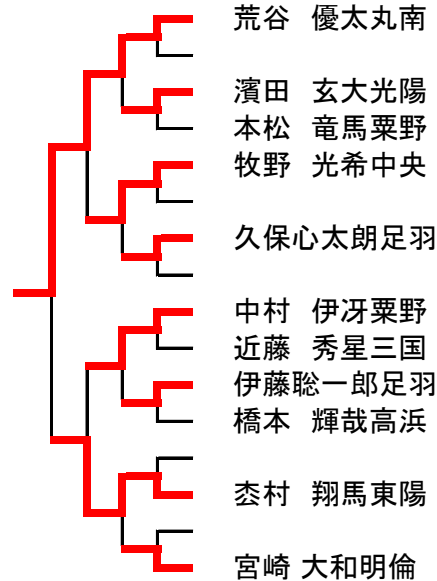 荒谷 優太丸南
濱田 玄大光陽
本松 竜馬粟野
牧野 光希中央
久保心太朗足羽
中村 伊冴粟野
近藤 秀星三国
伊藤聡一郎足羽
橋本 輝哉高浜
枩村 翔馬東陽
宮崎 大和明倫